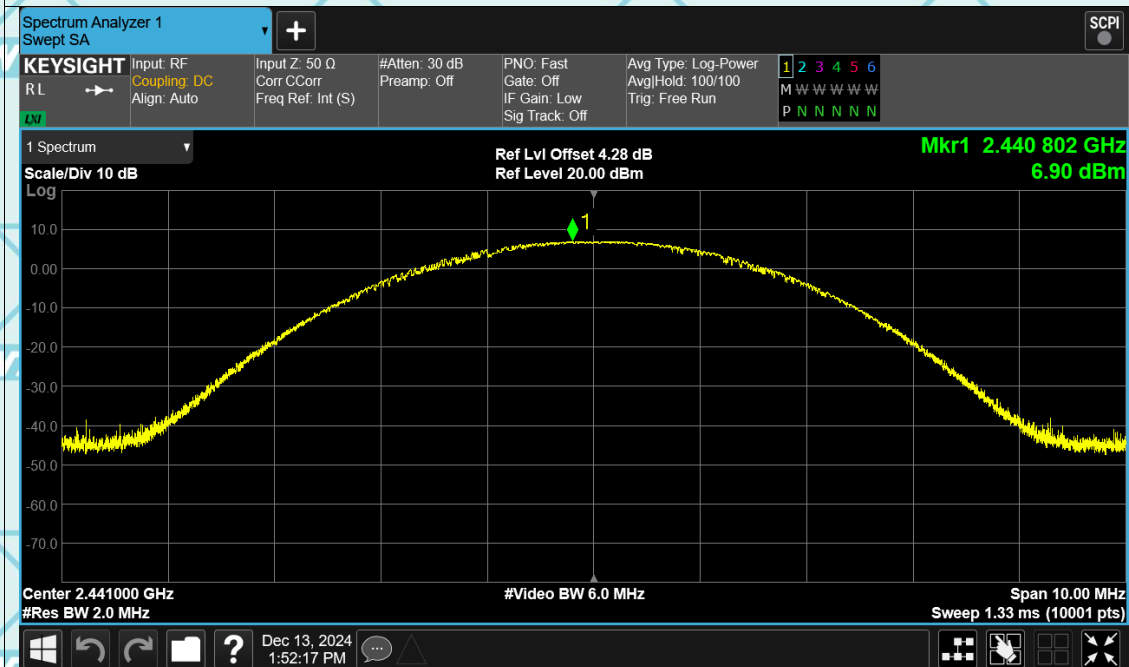 Spectrum Analyzer 1
Swept SA
+
SCPI
KEYSIGHT
RL
LXI
Input: RF
Coupling: DC
Align: Auto
Input Z: 50 Ω
Corr CCorr
Freq Ref: Int (S)
#Atten: 30 dB
Preamp: Off
PNO: Fast
Gate: Off
IF Gain: Low
Sig Track: Off
Avg Type: Log-Power
Avg|Hold: 100/100
Trig: Free Run
1 2 3 4 5 6
M W W W W W
P N N N N N
1 Spectrum
Scale/Div 10 dB
Log
Ref Lvl Offset 4.28 dB
Ref Level 20.00 dBm
Mkr1 2.440 802 GHz
6.90 dBm
1
10.0
0.00
-10.0
-20.0
-30.0
-40.0
-50.0
-60.0
-70.0
Center 2.441000 GHz
#Res BW 2.0 MHz
#Video BW 6.0 MHz
Span 10.00 MHz
Sweep 1.33 ms (10001 pts)
?
Dec 13, 2024
1:52:17 PM